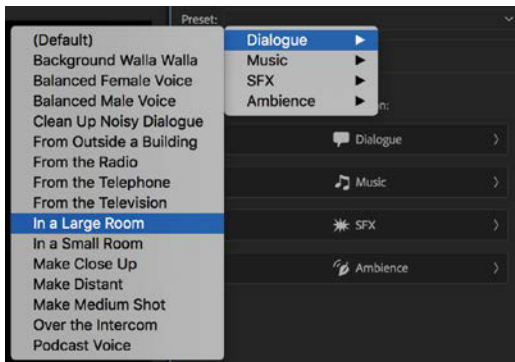 Preset:
(Default)
Background Walla Walla
Balanced Female Voice
Balanced Male Voice
Clean Up Noisy Dialogue
From Outside a Building
From the Radio
From the Telephone
From the Television
In a Large Room
In a Small Room
Make Close Up
Make Distant
Make Medium Shot
Over the Intercom
Podcast Voice
Dialogue
Music
SFX
Ambience
on:
Dialogue
Music
SFX
Ambience